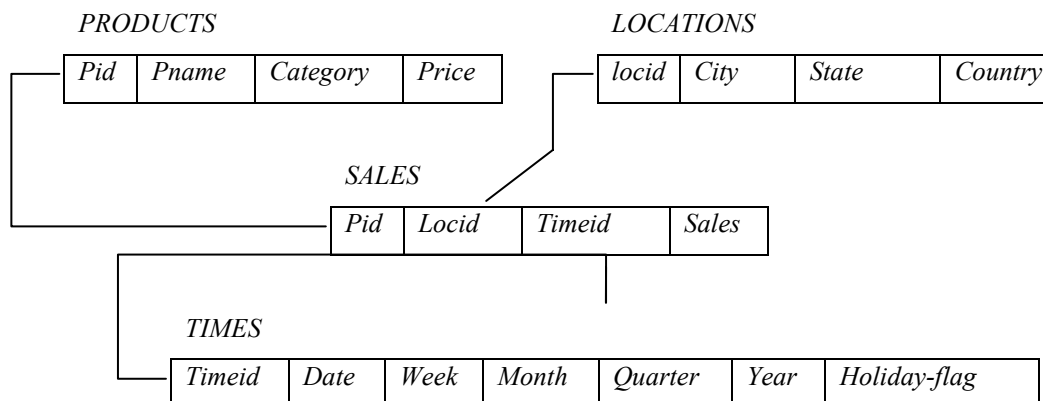 PRODUCTS
LOCATIONS
Pid Pname Category Price
locid City State Country
SALES
Pid Locid Timeid Sales
TIMES
Timeid Date Week Month Quarter Year Holiday-flag